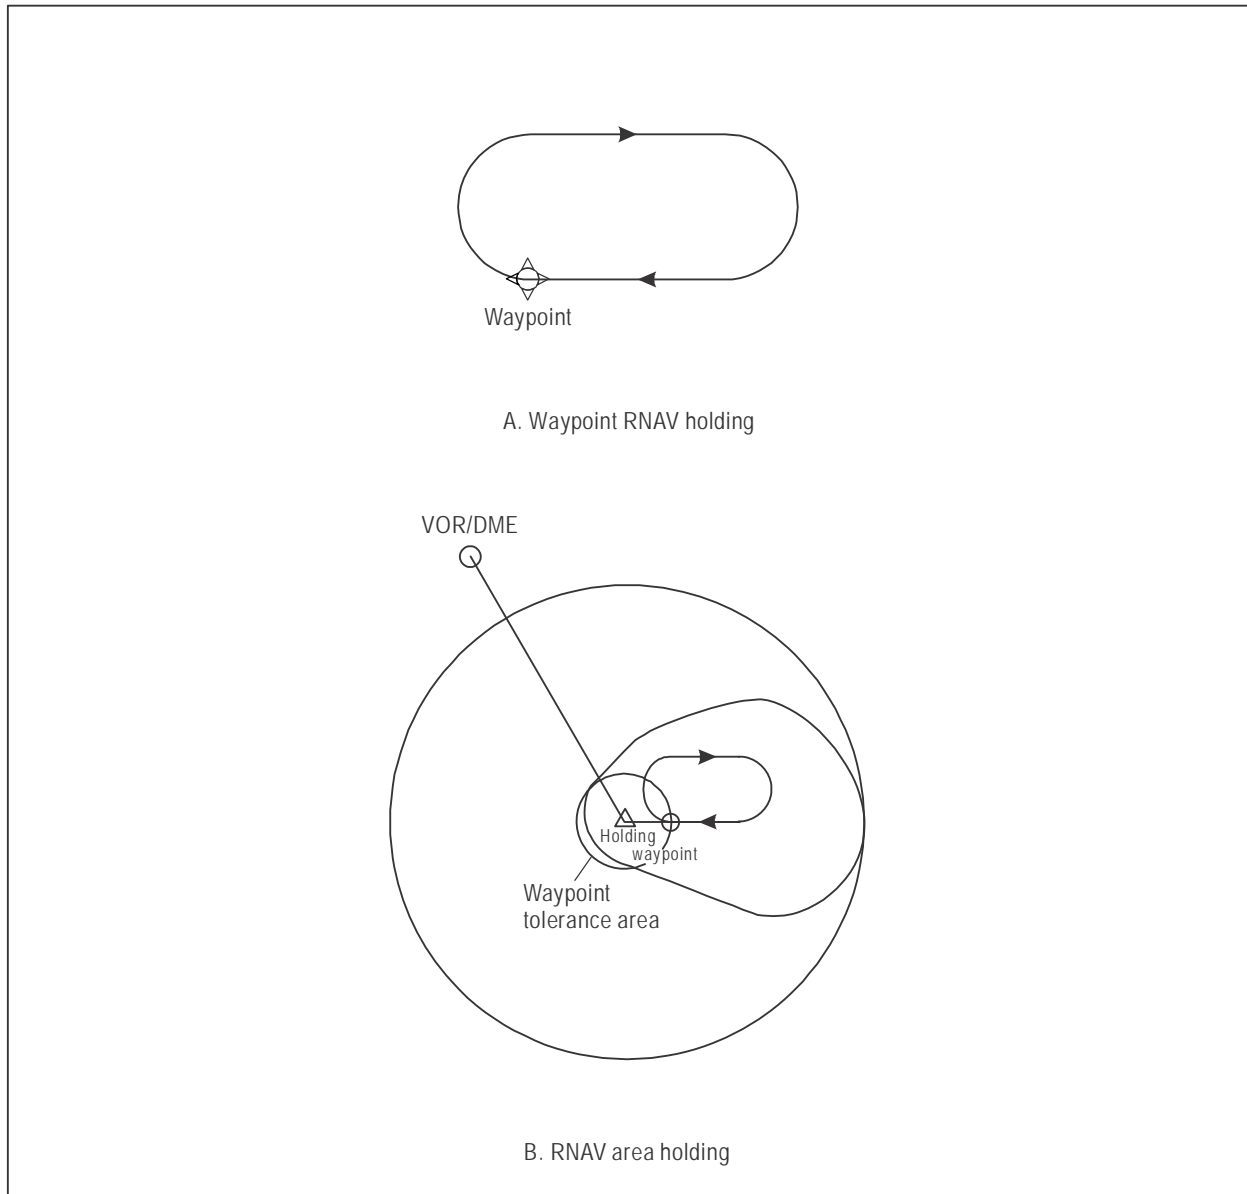 Waypoint
A. Waypoint RNAV holding
VOR/DME
Holding
waypoint
Waypoint
tolerance area
B. RNAV area holding